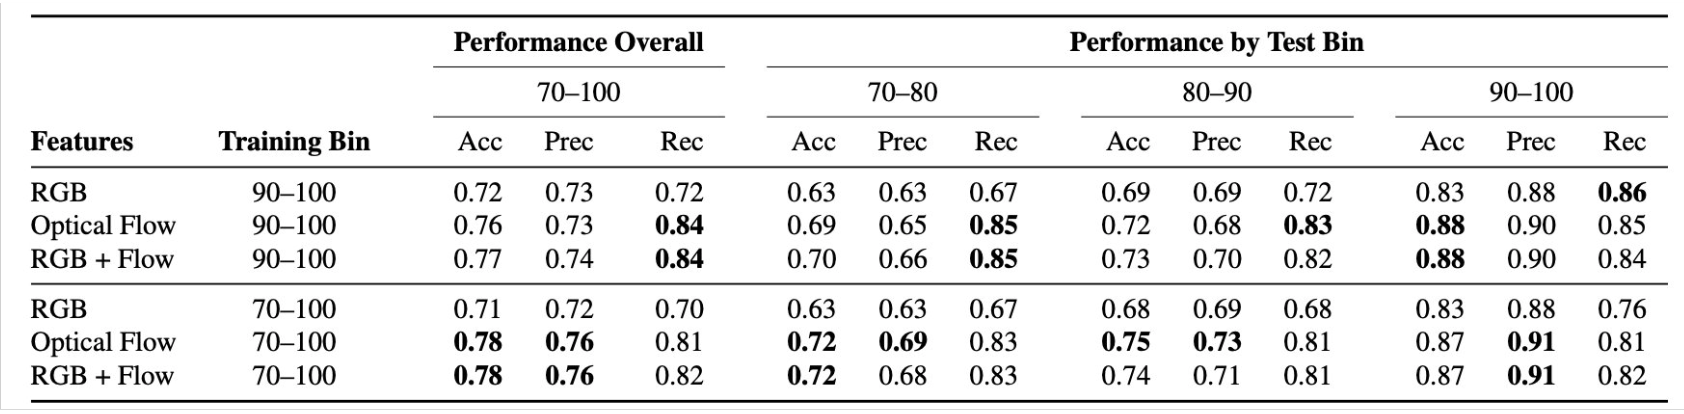 Performance Overall Performance by Test Bin
70–100 70–80 80–90 90–100
Features Training Bin Acc Prec Rec Acc Prec Rec Acc Prec Rec Acc Prec Rec
RGB 90–100 0.72 0.73 0.72 0.63 0.63 0.67 0.69 0.69 0.72 0.83 0.88 0.86
Optical Flow 90–100 0.76 0.73 0.84 0.69 0.65 0.85 0.72 0.68 0.83 0.88 0.90 0.85
RGB + Flow 90–100 0.77 0.74 0.84 0.70 0.66 0.85 0.73 0.70 0.82 0.88 0.90 0.84
RGB 70–100 0.71 0.72 0.70 0.63 0.63 0.67 0.68 0.69 0.68 0.83 0.88 0.76
Optical Flow 70–100 0.78 0.76 0.81 0.72 0.69 0.83 0.75 0.73 0.81 0.87 0.91 0.81
RGB + Flow 70–100 0.78 0.76 0.82 0.72 0.68 0.83 0.74 0.71 0.81 0.87 0.91 0.82